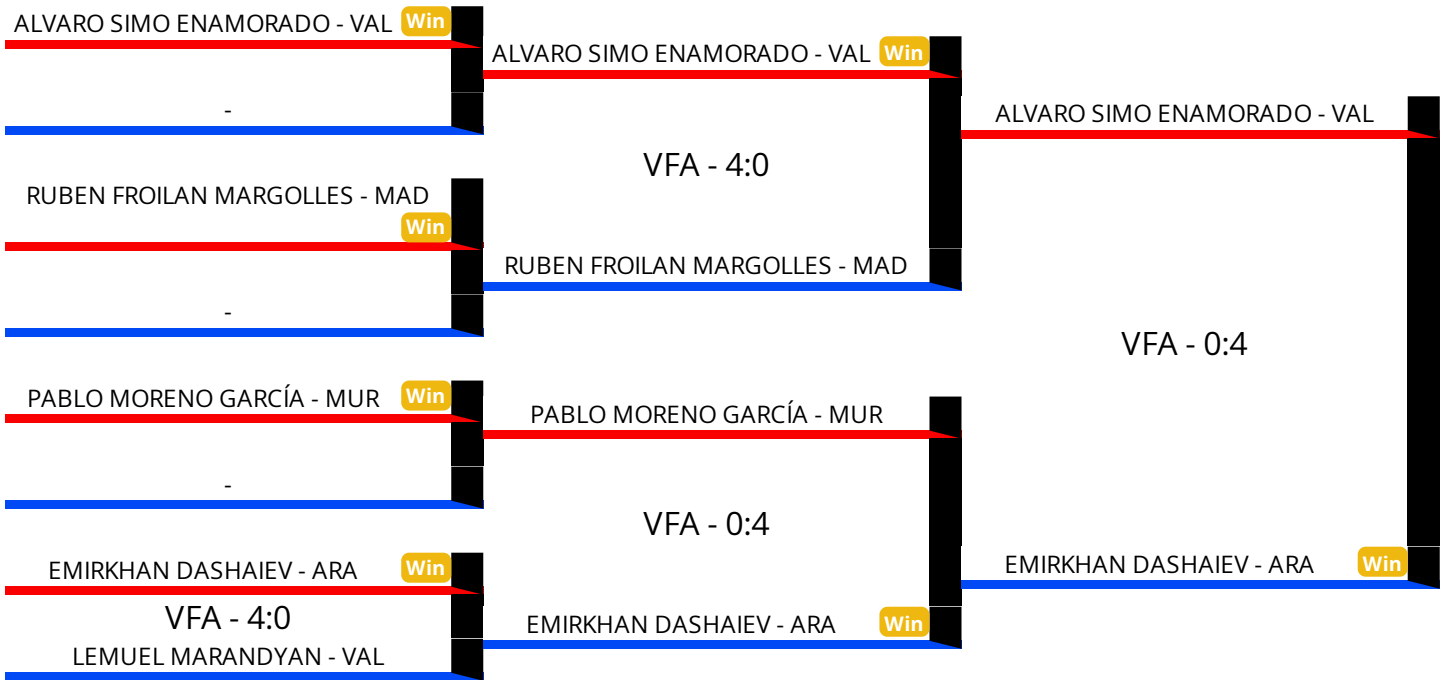 ALVARO SIMO ENAMORADO - VAL Win
-
RUBEN FROILAN MARGOLLES - MAD
Win
-
PABLO MORENO GARCÍA - MUR Win
-
EMIRKHAN DASHAIEV - ARA Win
VFA - 4:0
LEMUEL MARANDYAN - VAL
ALVARO SIMO ENAMORADO - VAL Win
VFA - 4:0
RUBEN FROILAN MARGOLLES - MAD
PABLO MORENO GARCÍA - MUR
VFA - 0:4
EMIRKHAN DASHAIEV - ARA Win
ALVARO SIMO ENAMORADO - VAL
VFA - 0:4
EMIRKHAN DASHAIEV - ARA Win